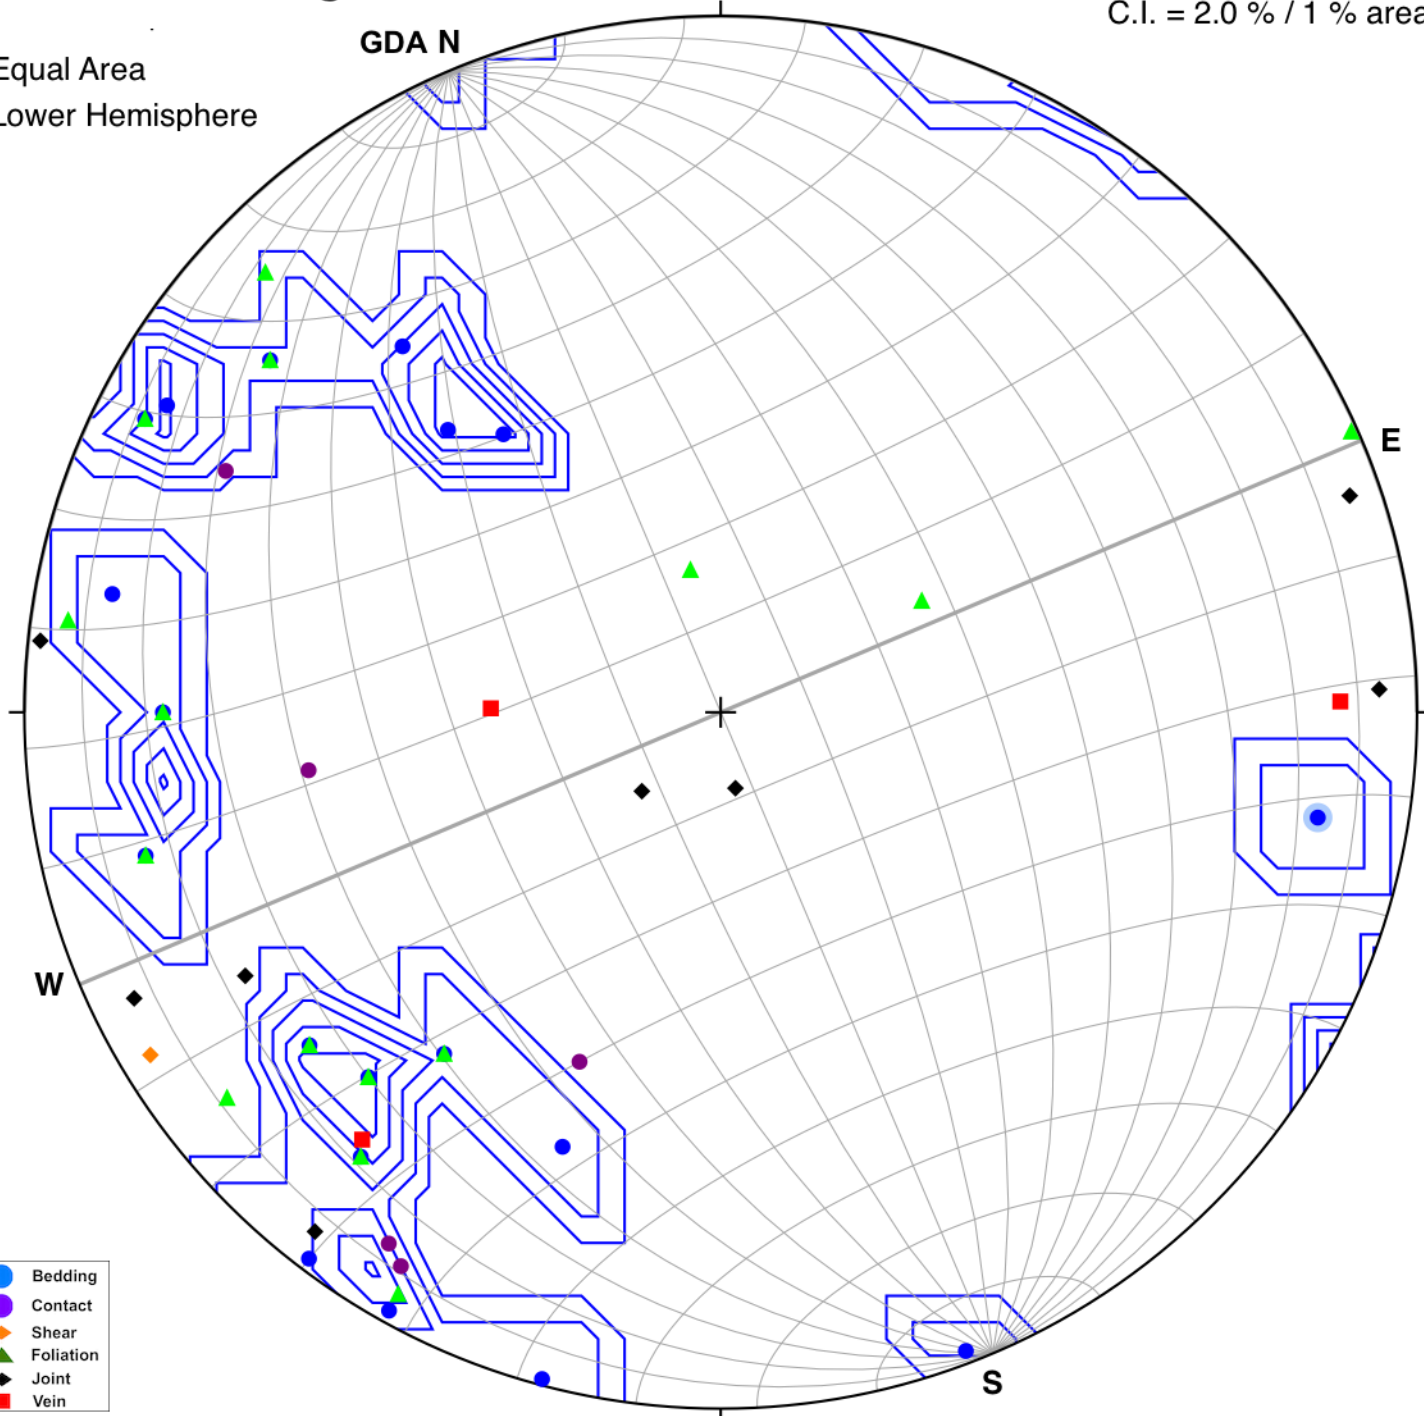 C.I. = 2.0 % / 1 % area
GDA N
Equal Area
Lower Hemisphere
E
W
S
Bedding
Contact
Shear
Foliation
Joint
Vein